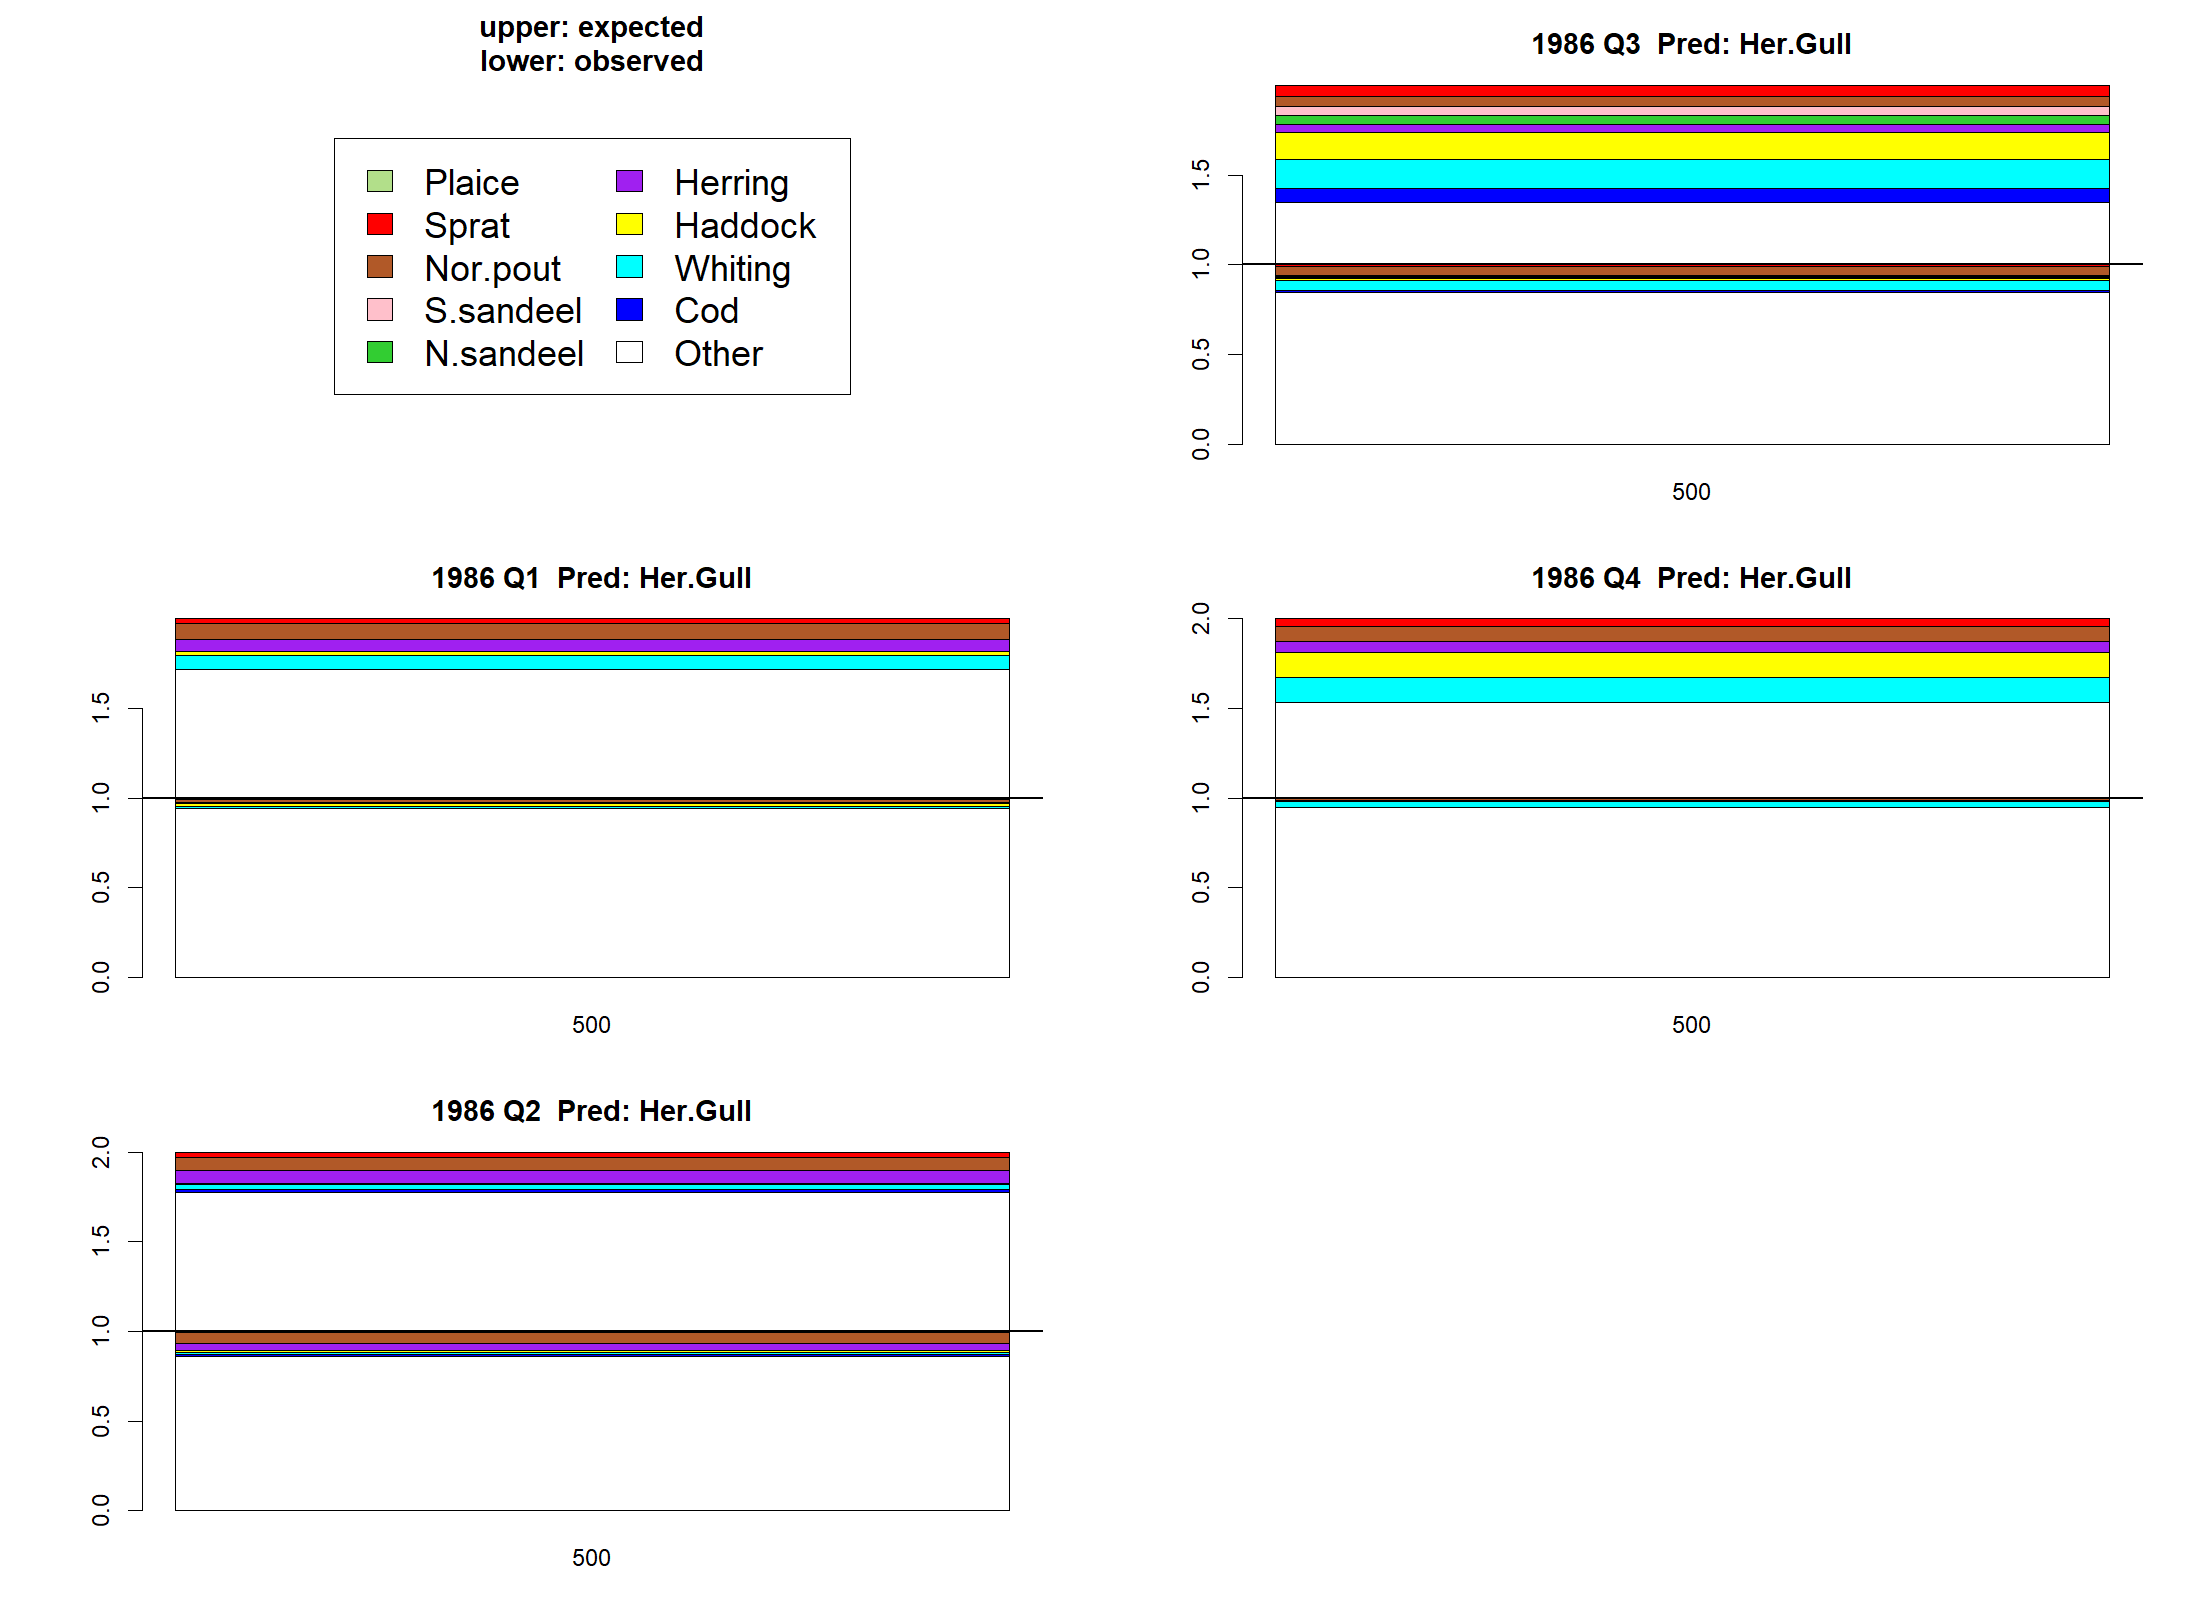 upper: expected
lower: observed
Plaice
Sprat
Nor.pout
S.sandeel
N.sandeel
Herring
Haddock
Whiting
Cod
Other
1986 Q3  Pred: Her.Gull
1.5
1.0
0.5
0.0
500
1986 Q1  Pred: Her.Gull
1.5
1.0
0.5
0.0
500
1986 Q4  Pred: Her.Gull
2.0
1.5
1.0
0.5
0.0
500
1986 Q2  Pred: Her.Gull
2.0
1.5
1.0
0.5
0.0
500